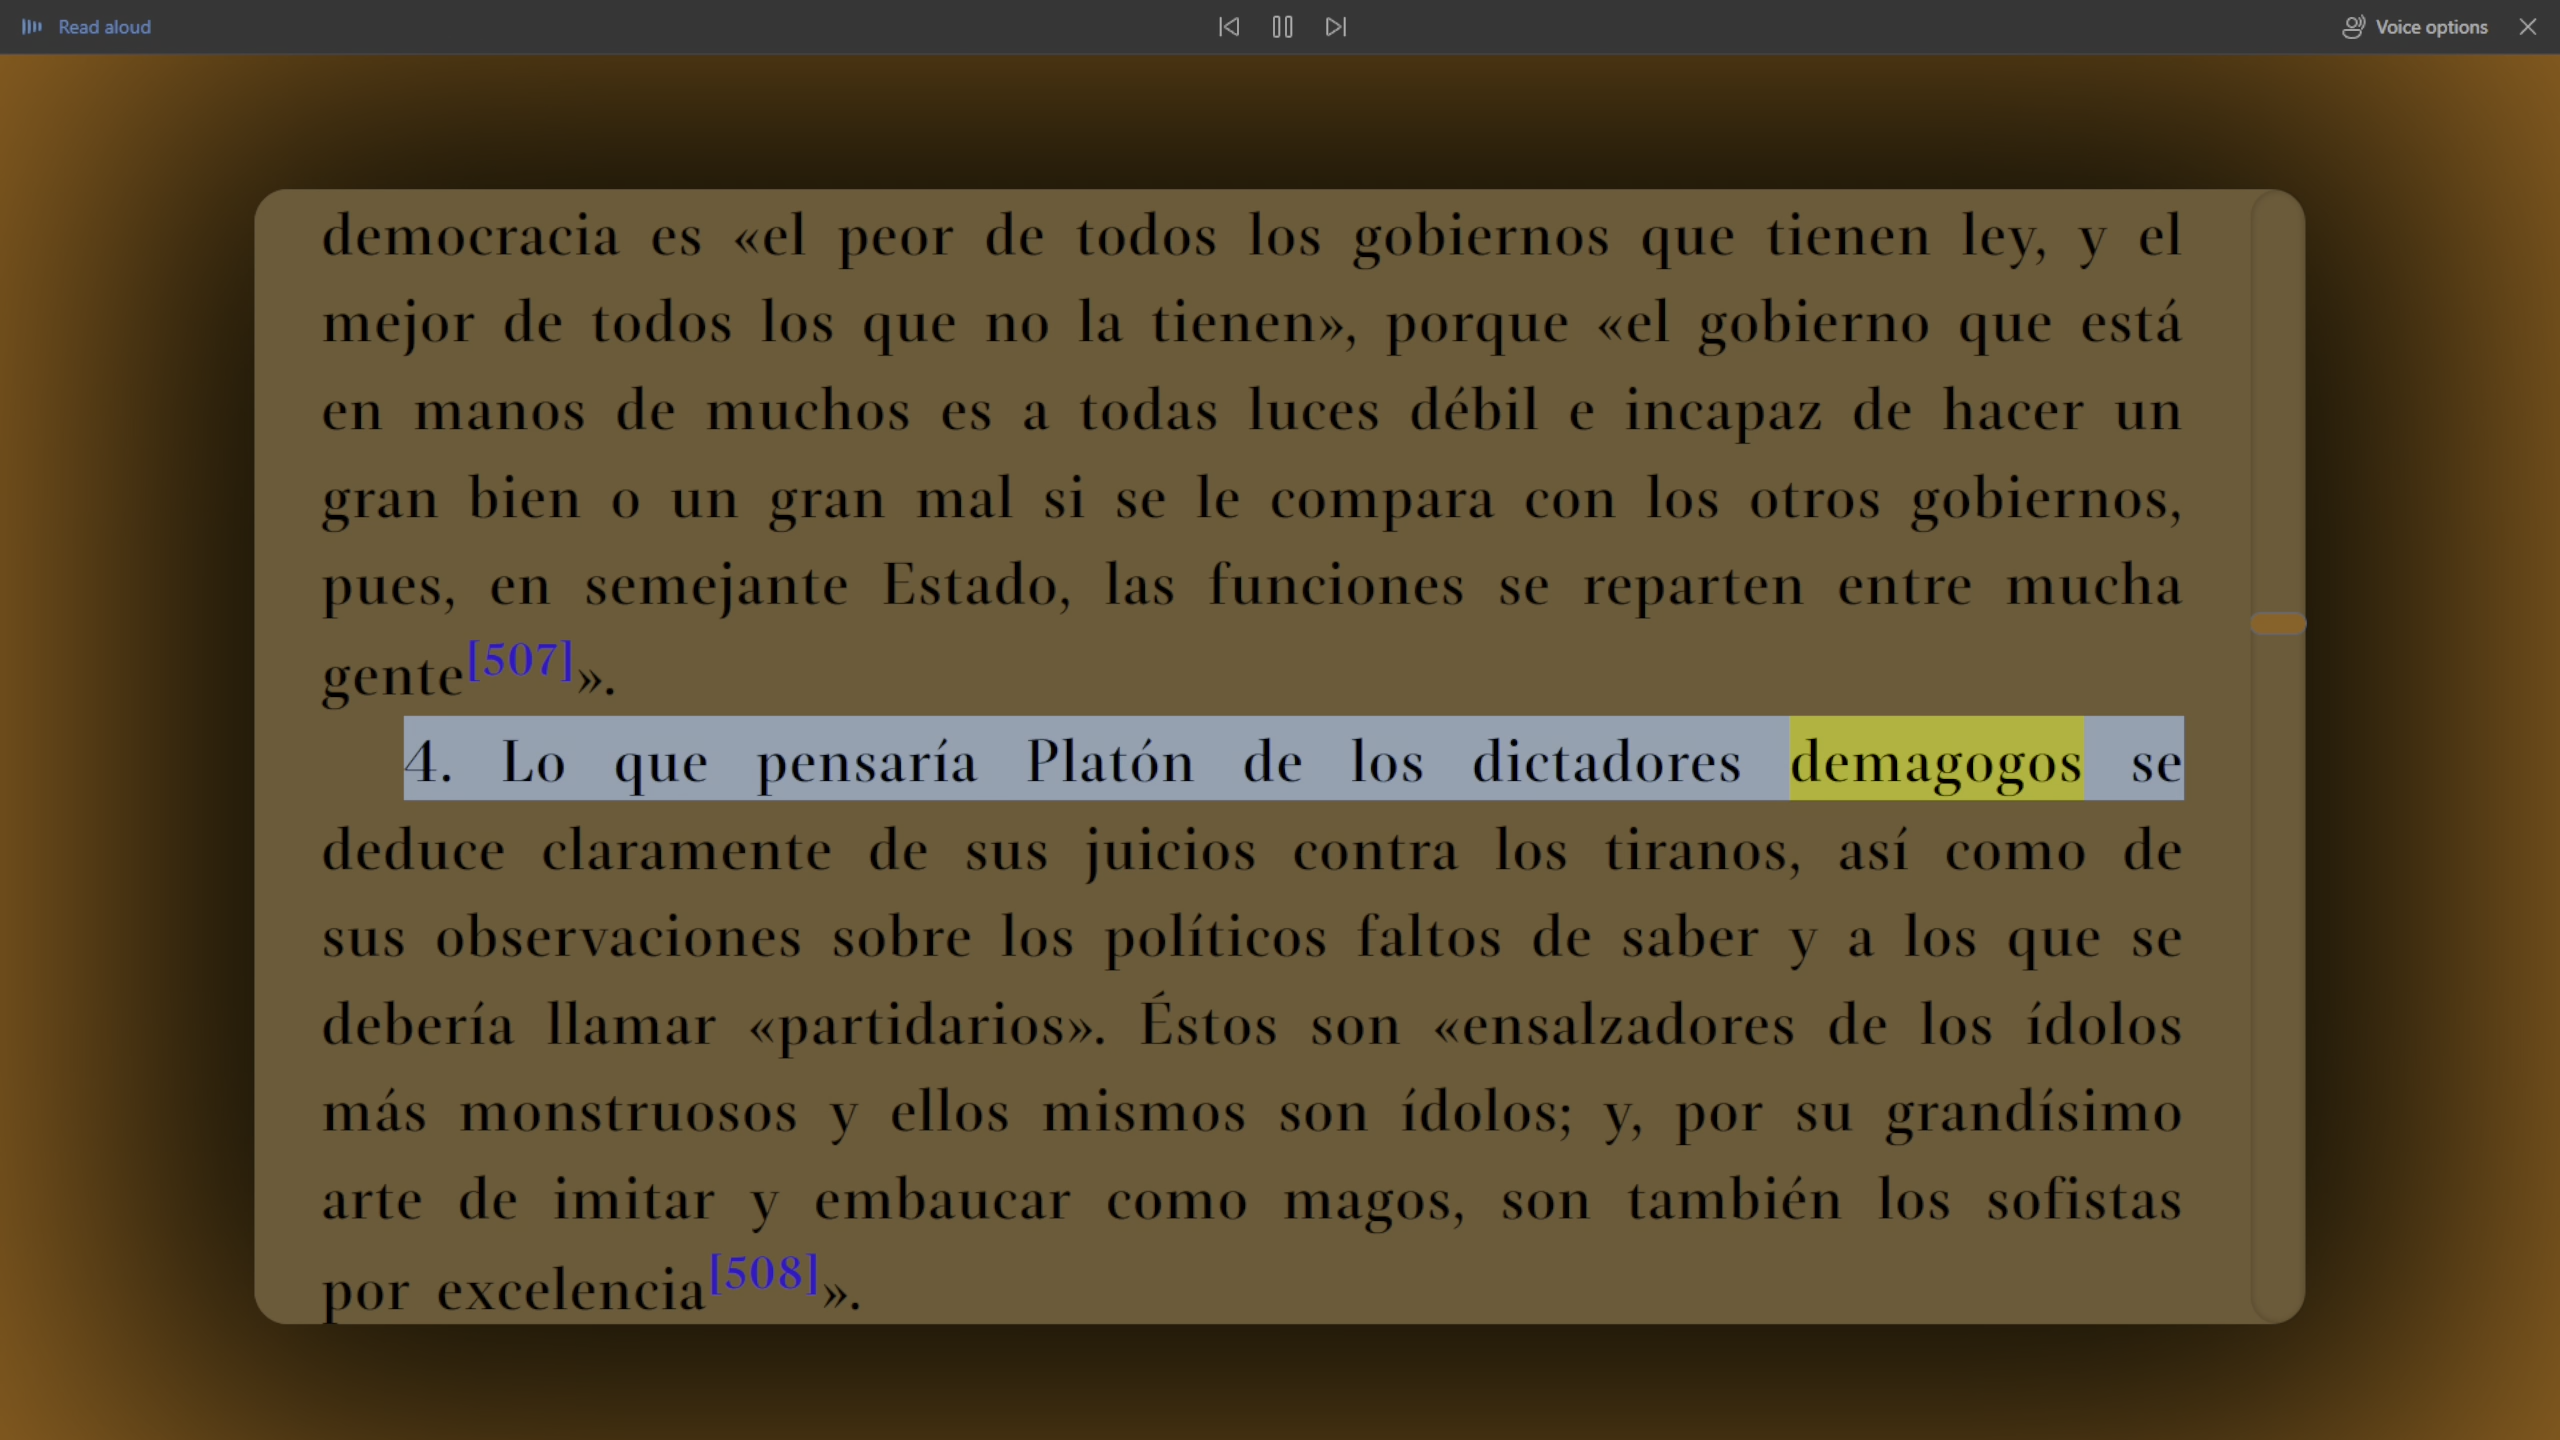 Read aloud
Voice options
democracia es «el peor de todos los gobiernos que tienen ley, y el
mejor de todos los que no la tienen», porque «el gobierno que está
en manos de muchos es a todas luces débil e incapaz de hacer un
gran bien o un gran mal si se le compara con los otros gobiernos,
pues, en semejante Estado, las funciones se reparten entre mucha
gente[507]».
4. Lo que pensaría Platón de los dictadores demagogos se
deduce claramente de sus juicios contra los tiranos, así como de
sus observaciones sobre los políticos faltos de saber y a los que se
debería llamar «partidarios». Éstos son «ensalzadores de los ídolos
más monstruosos y ellos mismos son ídolos; y, por su grandísimo
arte de imitar y embaucar como magos, son también los sofistas
por excelencia[508]».